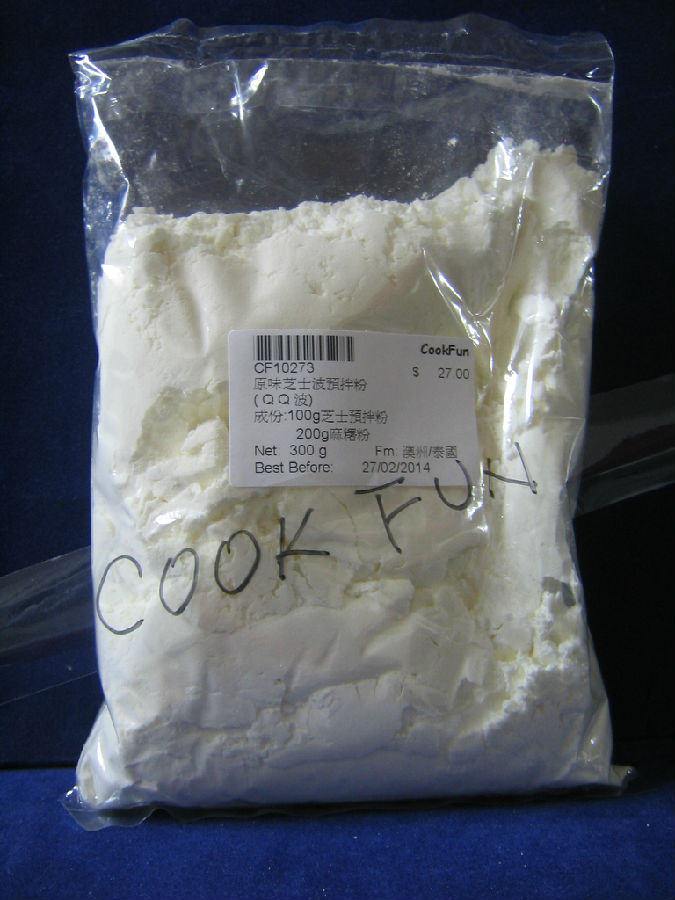 CookFun
CF10273
$ 27.00
原味芝士波預拌粉
(QQ波)
成份:100g芝士預拌粉
200g麻糬粉
Net 300 g Fm: 澳洲/泰國
Best Before: 27/02/2014
COOK FUN